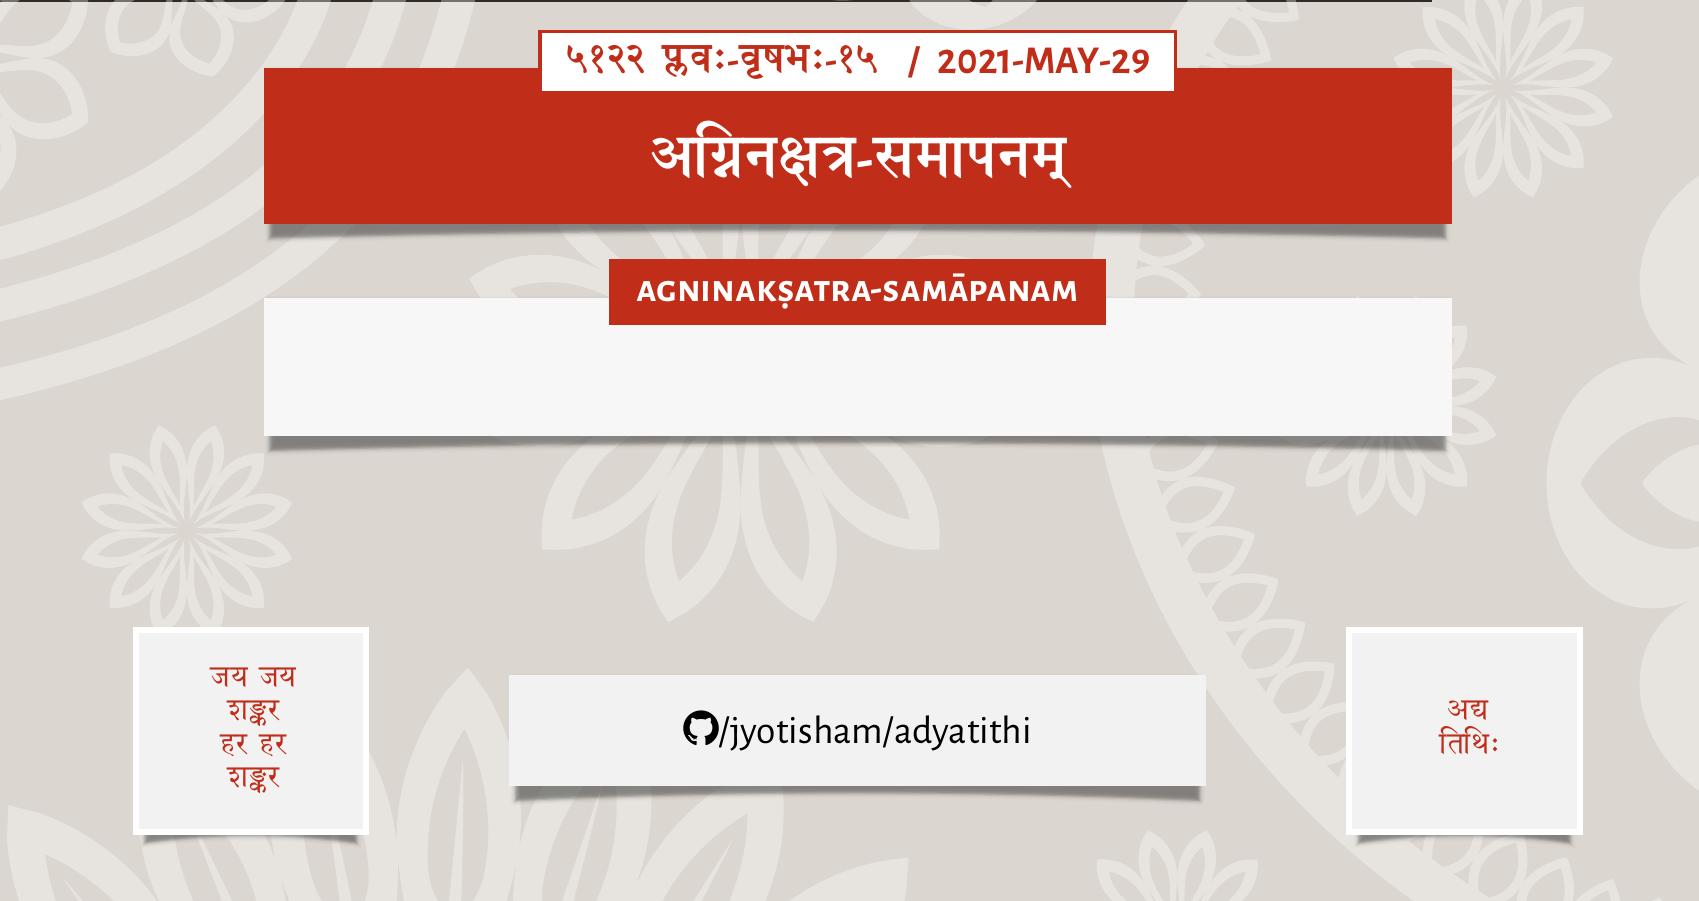 ५१२२ प्लवः-वृषभः-१५ / 2021-MAY-29
अग्निनक्षत्र-समापनम्
AGNINAKṢATRA-SAMĀPANAM
जय जय
शङ्कर
हर हर
शङ्कर
/jyotisham/adyatithi
अद्य
तिथिः